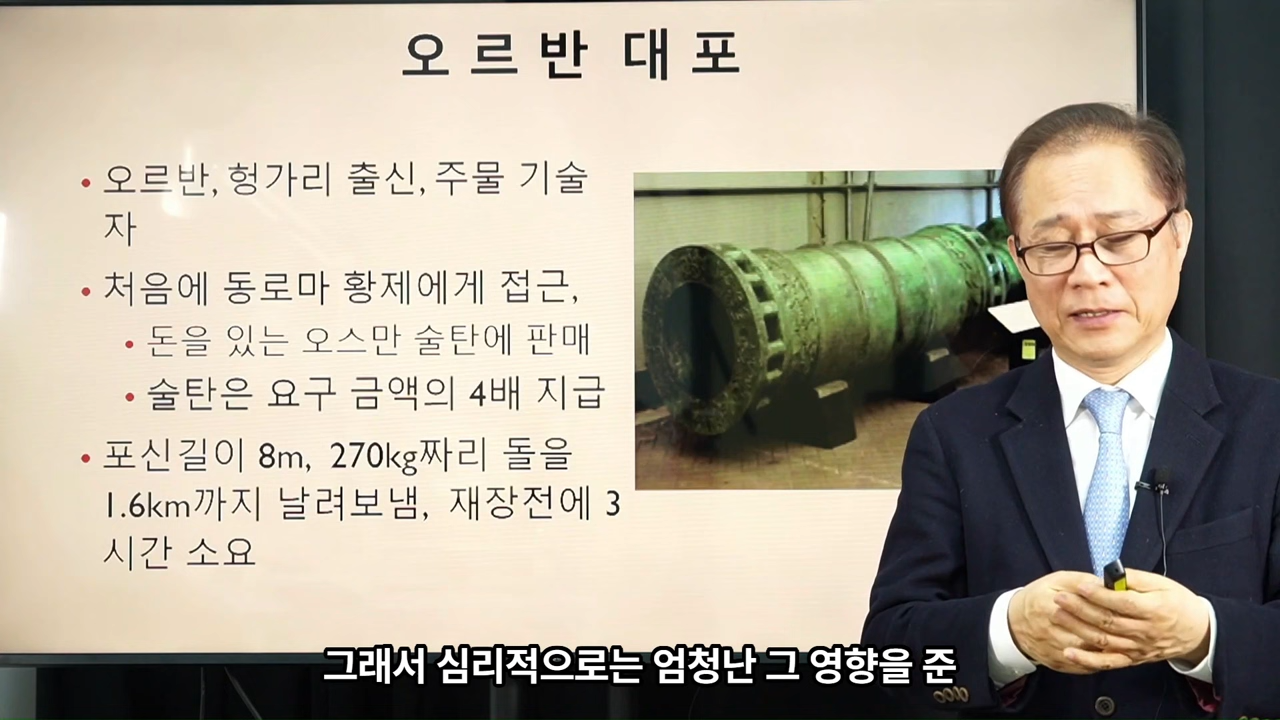 오르반 대포
• 오르반, 헝가리 출신, 주물 기술
자
• 처음에 동로마 황제에게 접근,
• 돈을 있는 오스만 술탄에 판매
• 술탄은 요구 금액의 4배 지급
• 포신길이 8m, 270kg짜리 돌을
1.6km까지 날려보냄, 재장전에 3
시간 소요
그래서 심리적으로는 엄청난 그 영향을 준